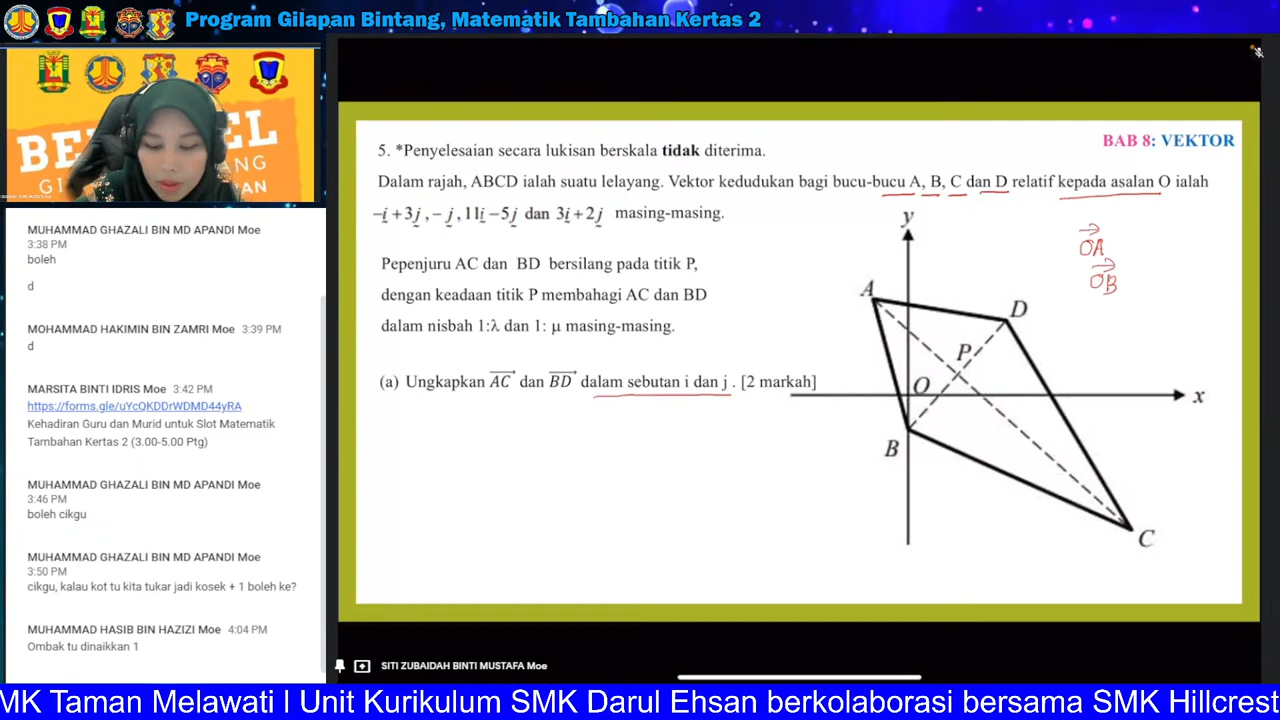 Program Gilapan Bintang, Matematik Tambahan Kertas 2
MUHAMMAD GHAZALI BIN MD APANDI Moe
3:38 PM
boleh
d
MOHAMMAD HAKIMIN BIN ZAMRI Moe 3:39 PM
d
MARSITA BINTI IDRIS Moe 3:42 PM
https://forms.gle/uYcQKDDrWDMD44yRA
Kehadiran Guru dan Murid untuk Slot Matematik
Tambahan Kertas 2 (3.00-5.00 Ptg)
MUHAMMAD GHAZALI BIN MD APANDI Moe
3:46 PM
boleh cikgu
MUHAMMAD GHAZALI BIN MD APANDI Moe
3:50 PM
cikgu, kalau kot tu kita tukar jadi kosek + 1 boleh ke?
MUHAMMAD HASIB BIN HAZIZI Moe 4:04 PM
Ombak tu dinaikkan 1
BAB 8: VEKTOR
5. *Penyelesaian secara lukisan berskala tidak diterima.
Dalam rajah, ABCD ialah suatu lelayang. Vektor kedudukan bagi bucu-bucu A, B, C dan D relatif kepada asalan O ialah
−i + 3j , − j , 11i − 5j dan 3i + 2j masing-masing.
Pepenjuru AC dan BD bersilang pada titik P,
dengan keadaan titik P membahagi AC dan BD
dalam nisbah 1:λ dan 1: μ masing-masing.
(a) Ungkapkan AC dan BD dalam sebutan i dan j . [2 markah]
y
OA
OB
A
D
P
O
x
B
C
SITI ZUBAIDAH BINTI MUSTAFA Moe
MK Taman Melawati l Unit Kurikulum SMK Darul Ehsan berkolaborasi bersama SMK Hillcrest